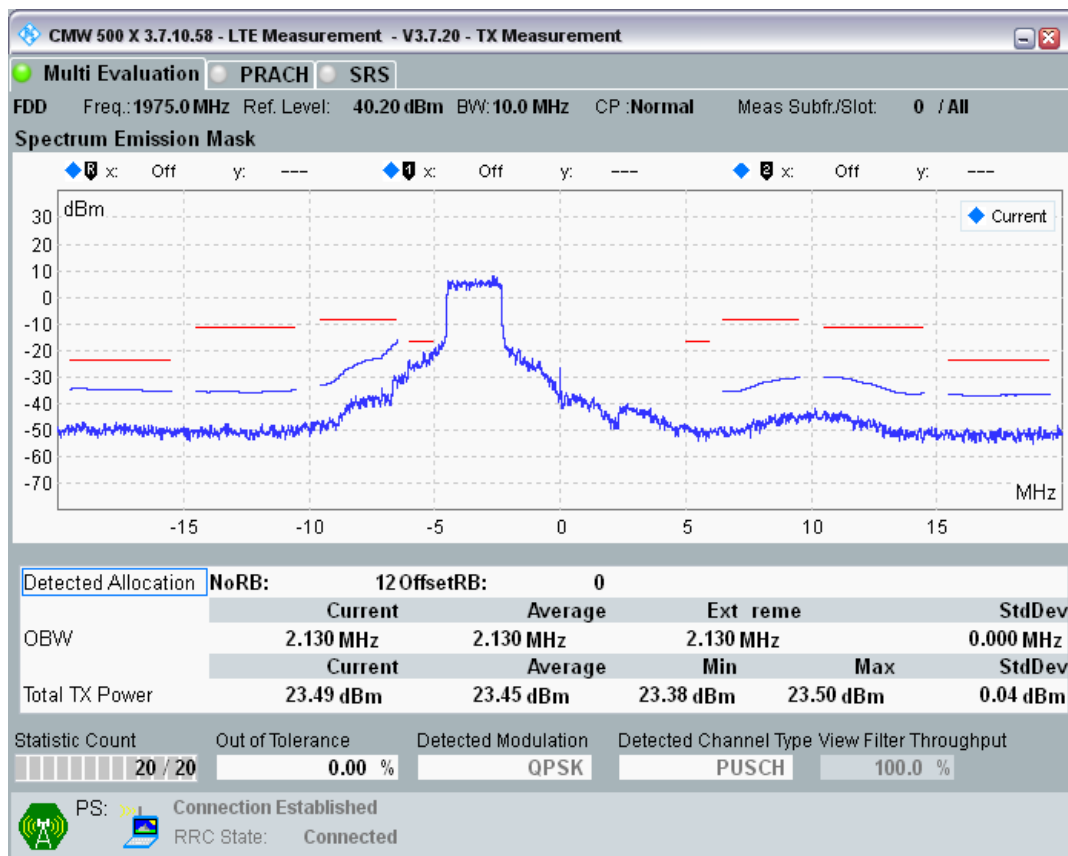 CMW 500 X 3.7.10.58 - LTE Measurement - V3.7.20 - TX Measurement
Multi Evaluation PRACH SRS
FDD Freq.: 1975.0 MHz Ref. Level: 40.20 dBm BW: 10.0 MHz CP :Normal Meas Subfr./Slot: 0 / All
Spectrum Emission Mask
R x: Off y: --- 1 x: Off y: --- 2 x: Off y: ---
dBm
Current
30
20
10
0
-10
-20
-30
-40
-50
-60
-70
MHz
-15 -10 -5 0 5 10 15
Detected Allocation NoRB: 12 OffsetRB: 0
Current Average Ext reme StdDev
OBW 2.130 MHz 2.130 MHz 2.130 MHz 0.000 MHz
Current Average Min Max StdDev
Total TX Power 23.49 dBm 23.45 dBm 23.38 dBm 23.50 dBm 0.04 dBm
Statistic Count Out of Tolerance Detected Modulation Detected Channel Type View Filter Throughput
20 / 20 0.00 % QPSK PUSCH 100.0 %
PS: Connection Established
RRC State: Connected